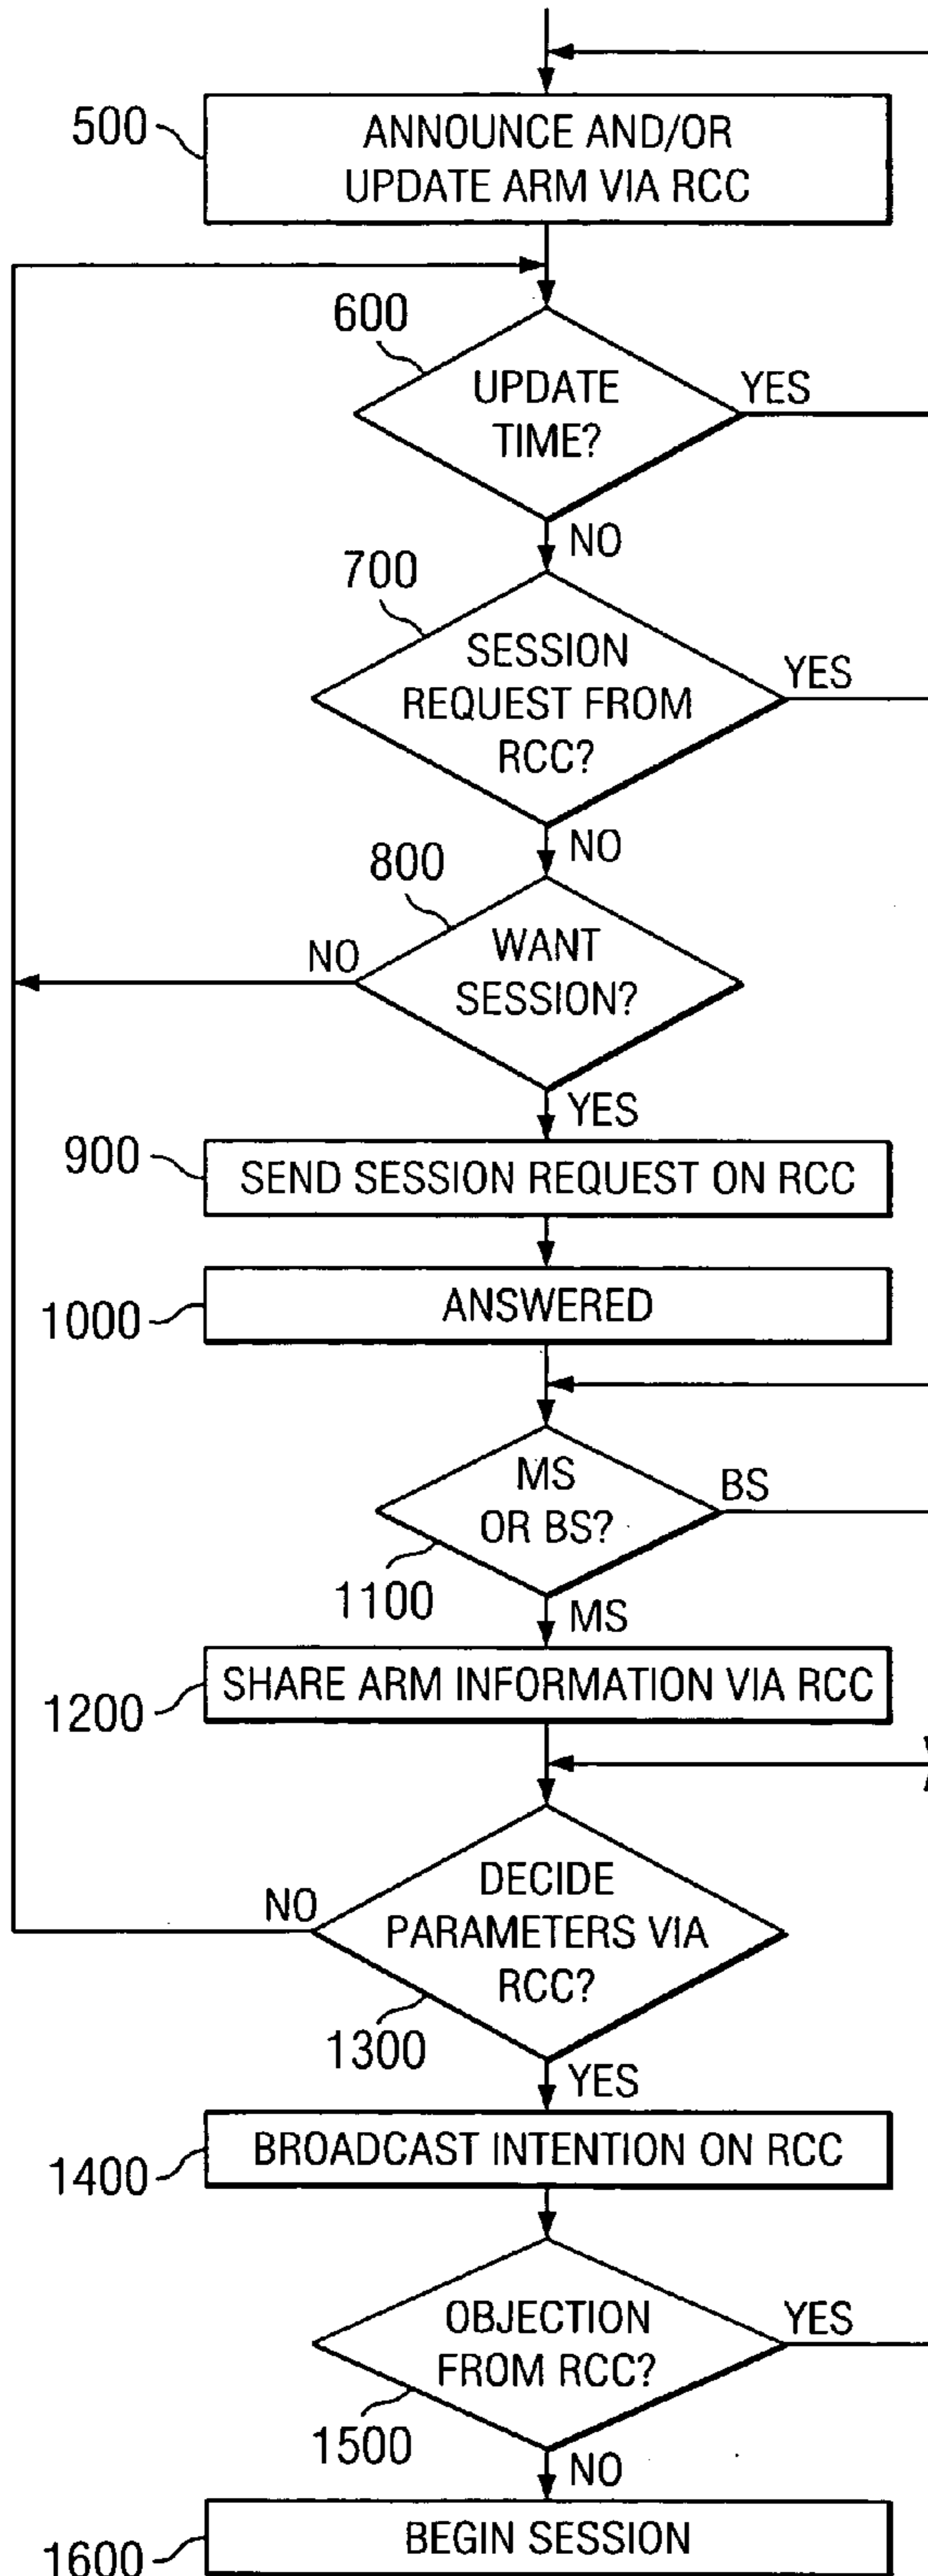 500
ANNOUNCE AND/OR
UPDATE ARM VIA RCC
600
UPDATE
TIME?
YES
NO
700
SESSION
REQUEST FROM
RCC?
YES
NO
800
WANT
SESSION?
NO
YES
900
SEND SESSION REQUEST ON RCC
1000
ANSWERED
MS
OR BS?
BS
1100
MS
1200
SHARE ARM INFORMATION VIA RCC
DECIDE
PARAMETERS VIA
RCC?
NO
1300
YES
1400
BROADCAST INTENTION ON RCC
OBJECTION
FROM RCC?
YES
1500
NO
1600
BEGIN SESSION